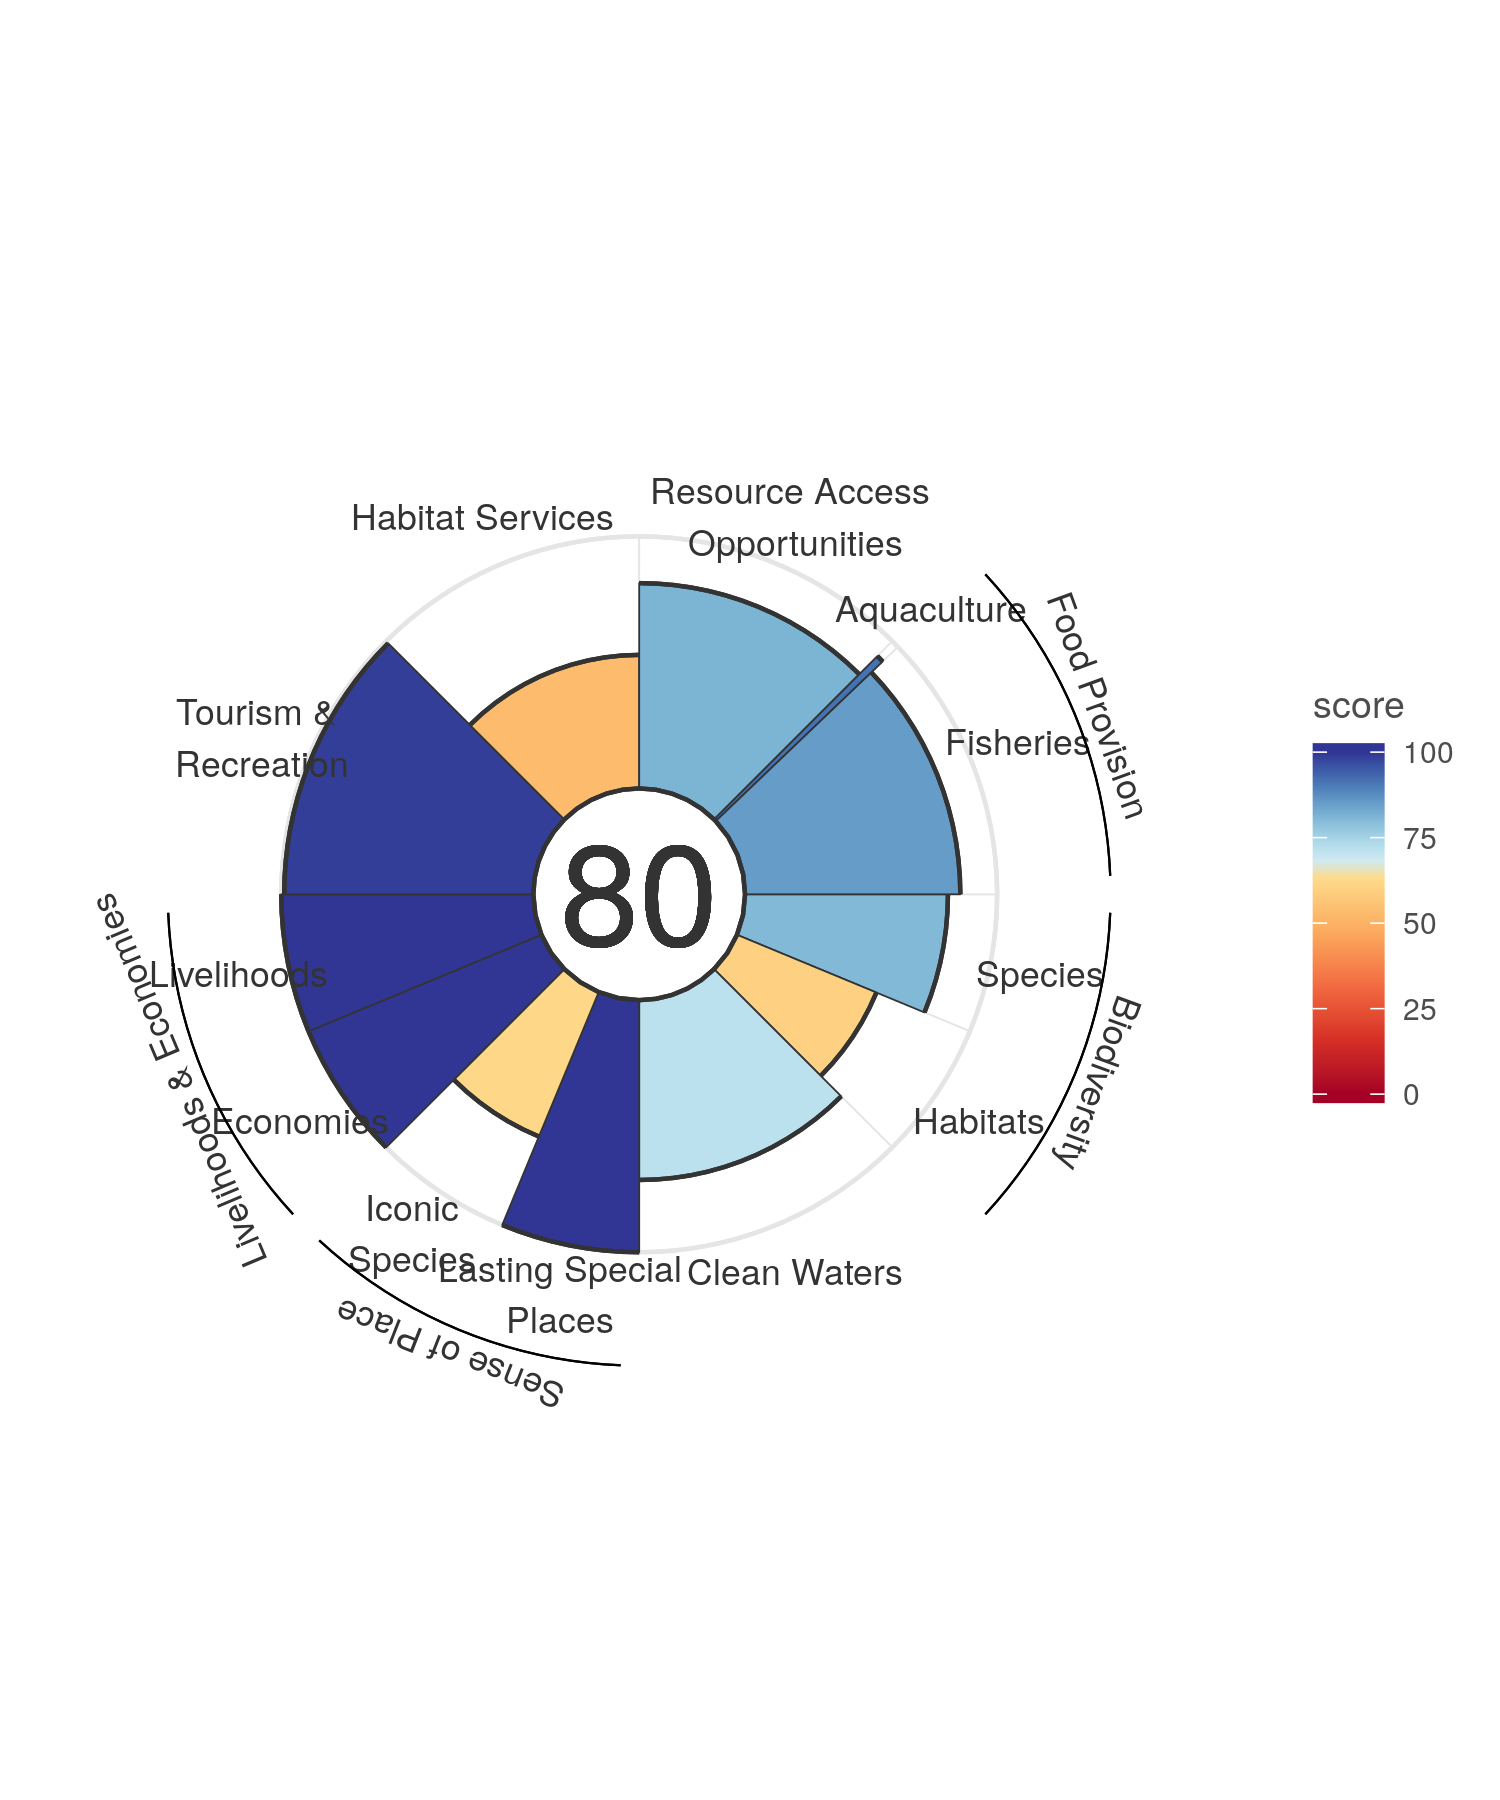 Resource Access
Opportunities
Habitat Services
Aquaculture
Food Provision
Fisheries
Tourism &
Recreation
score
100
75
50
25
0
80
Species
Biodiversity
Habitats
Livelihoods
Economies
Livelihoods & Economies
Iconic
Species
Lasting Special
Places
Clean Waters
Sense of Place